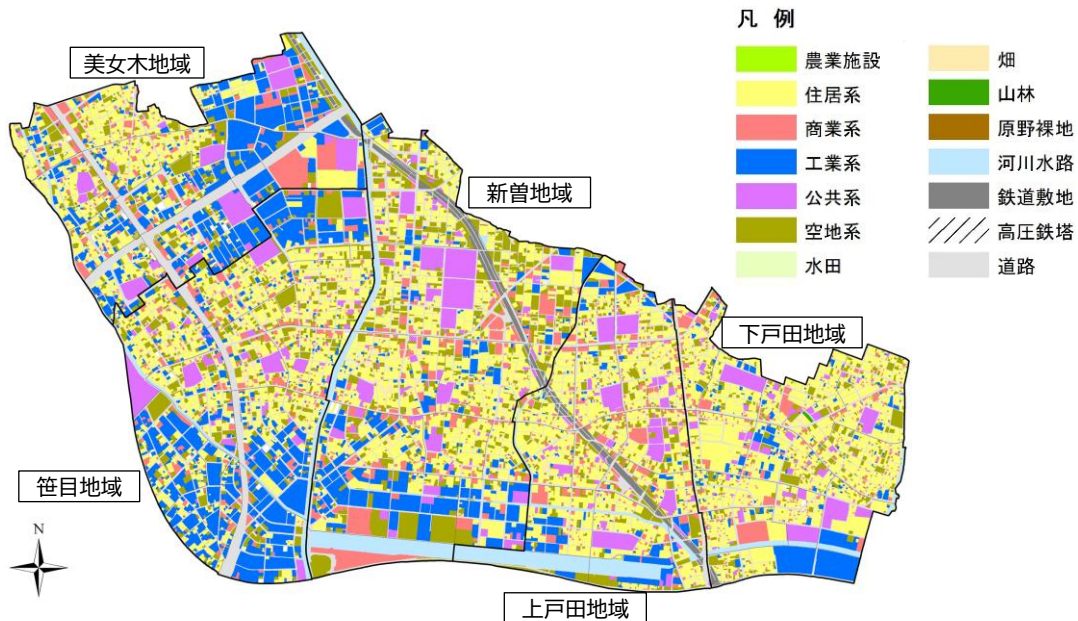 凡 例
農業施設
住居系
商業系
工業系
公共系
空地系
水田
畑
山林
原野裸地
河川水路
鉄道敷地
高圧鉄塔
道路
美女木地域
新曽地域
下戸田地域
笹目地域
N
上戸田地域